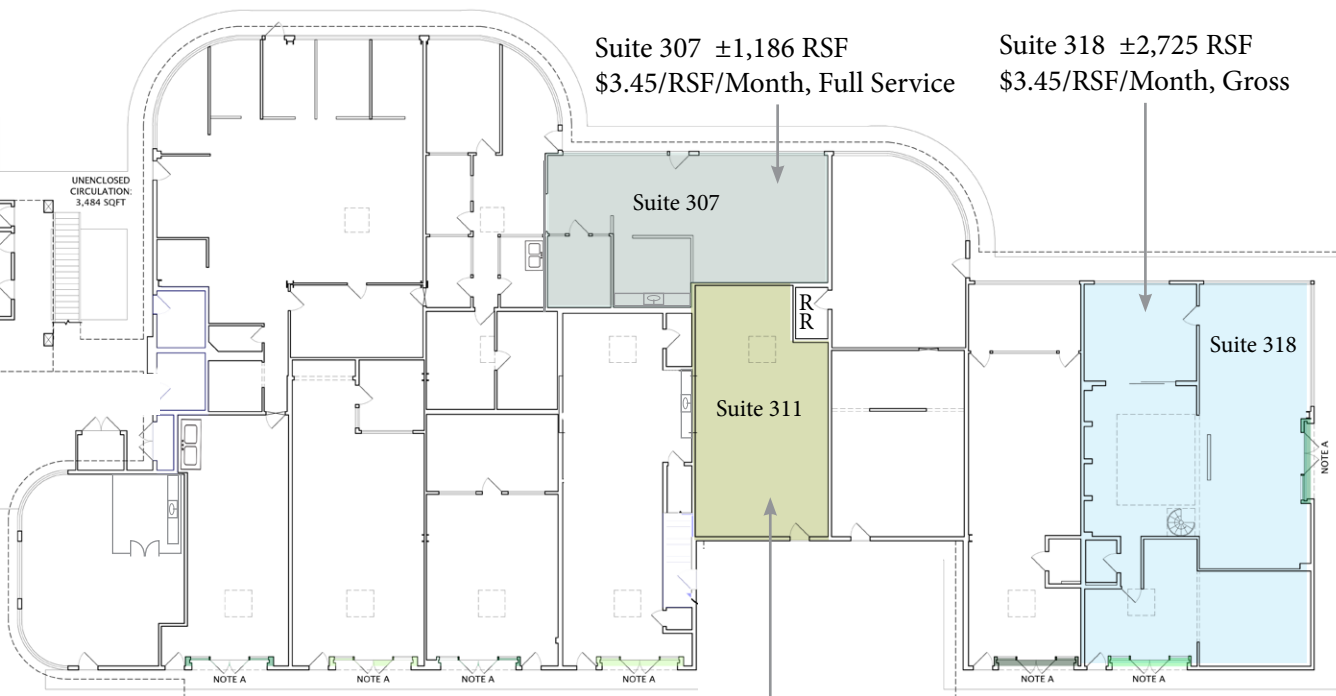 Suite 307 ±1,186 RSF
$3.45/RSF/Month, Full Service
Suite 318 ±2,725 RSF
$3.45/RSF/Month, Gross
UNENCLOSED
CIRCULATION:
3,484 SQFT
Suite 307
R
R
Suite 318
Suite 311
NOTE A
NOTE A
NOTE A
NOTE A
NOTE A
NOTE A
NOTE A